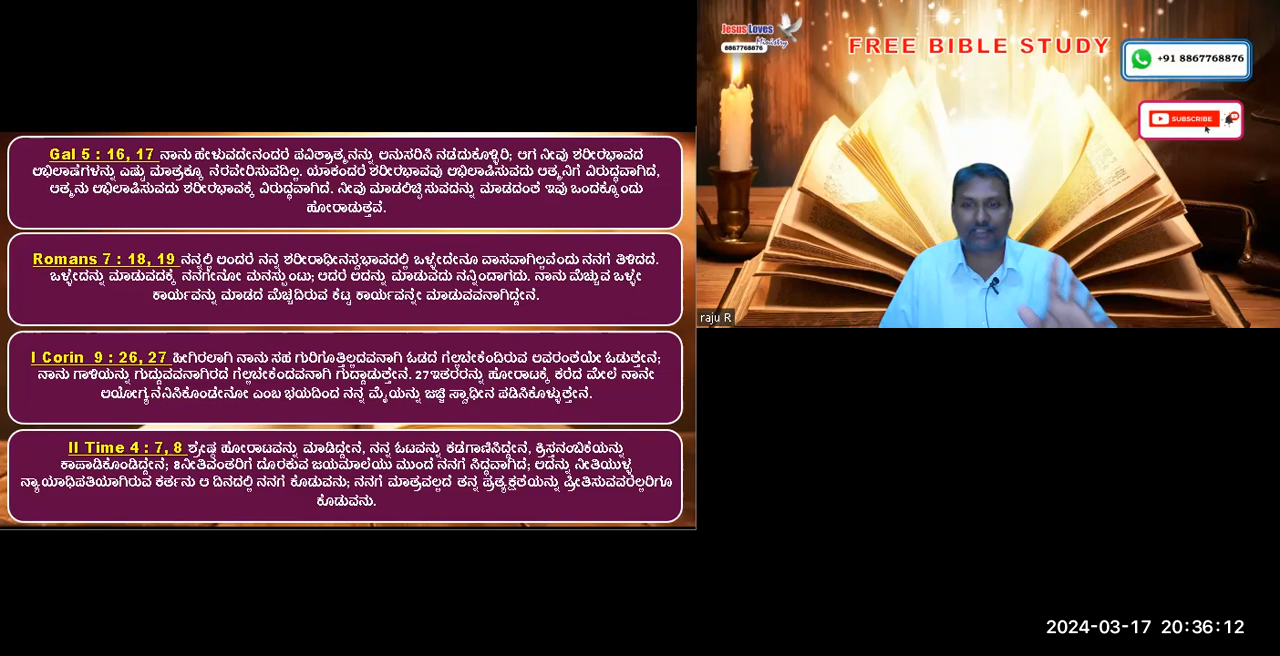 Gal 5 : 16, 17 ನಾನು ಹೇಳುವದೇನಂದರೆ ಪವಿತ್ರಾತ್ಮನನ್ನು ಅನುಸರಿಸಿ ನಡೆದುಕೊಳ್ಳಿರಿ; ಆಗ ನೀವು ಶರೀರಭಾವದ
ಅಭಿಲಾಷೆಗಳನ್ನು ಎಷ್ಟು ಮಾತ್ರಕ್ಕೂ ನೆರವೇರಿಸುವದಿಲ್ಲ. ಯಾಕಂದರೆ ಶರೀರಭಾವವು ಅಭಿಲಾಷಿಸುವದು ಆತ್ಮನಿಗೆ ವಿರುದ್ಧವಾಗಿದೆ,
ಆತ್ಮನು ಅಭಿಲಾಷಿಸುವದು ಶರೀರಭಾವಕ್ಕೆ ವಿರುದ್ಧವಾಗಿದೆ. ನೀವು ಮಾಡಲಿಚ್ಛಿಸುವದನ್ನು ಮಾಡದಂತೆ ಇವು ಒಂದಕ್ಕೊಂದು
ಹೋರಾಡುತ್ತವೆ.
Romans 7 : 18, 19 ನನ್ನಲ್ಲಿ ಅಂದರೆ ನನ್ನ ಶರೀರಾಧೀನಸ್ವಭಾವದಲ್ಲಿ ಒಳ್ಳೇದೇನೂ ವಾಸವಾಗಿಲ್ಲವೆಂದು ನನಗೆ ತಿಳಿದದೆ.
ಒಳ್ಳೇದನ್ನು ಮಾಡುವದಕ್ಕೆ ನನಗೇನೋ ಮನಸ್ಸುಂಟು; ಆದರೆ ಅದನ್ನು ಮಾಡುವದು ನನ್ನಿಂದಾಗದು. ನಾನು ಮೆಚ್ಚುವ ಒಳ್ಳೇ
ಕಾರ್ಯವನ್ನು ಮಾಡದೆ ಮೆಚ್ಚದಿರುವ ಕೆಟ್ಟ ಕಾರ್ಯವನ್ನೇ ಮಾಡುವವನಾಗಿದ್ದೇನೆ.
I Corin 9 : 26, 27 ಹೀಗಿರಲಾಗಿ ನಾನು ಸಹ ಗುರಿಗೊತ್ತಿಲ್ಲದವನಾಗಿ ಓಡದೆ ಗೆಲ್ಲಬೇಕೆಂದಿರುವ ಅವರಂತೆಯೇ ಓಡುತ್ತೇನೆ;
ನಾನು ಗಾಳಿಯನ್ನು ಗುದ್ದುವವನಾಗಿರದೆ ಗೆಲ್ಲಬೇಕೆಂದವನಾಗಿ ಗುದ್ದಾಡುತ್ತೇನೆ. 27ಇತರರನ್ನು ಹೋರಾಟಕ್ಕೆ ಕರೆದ ಮೇಲೆ ನಾನೇ
ಅಯೋಗ್ಯನೆನಿಸಿಕೊಂಡೇನೋ ಎಂಬ ಭಯದಿಂದ ನನ್ನ ಮೈಯನ್ನು ಜಜ್ಜಿ ಸ್ವಾಧೀನ ಪಡಿಸಿಕೊಳ್ಳುತ್ತೇನೆ.
II Time 4 : 7, 8 ಶ್ರೇಷ್ಠ ಹೋರಾಟವನ್ನು ಮಾಡಿದ್ದೇನೆ, ನನ್ನ ಓಟವನ್ನು ಕಡೆಗಾಣಿಸಿದ್ದೇನೆ, ಕ್ರಿಸ್ತನಂಬಿಕೆಯನ್ನು
ಕಾಪಾಡಿಕೊಂಡಿದ್ದೇನೆ; 8ನೀತಿವಂತರಿಗೆ ದೊರಕುವ ಜಯಮಾಲೆಯು ಮುಂದೆ ನನಗೆ ಸಿದ್ಧವಾಗಿದೆ; ಅದನ್ನು ನೀತಿಯುಳ್ಳ
ನ್ಯಾಯಾಧಿಪತಿಯಾಗಿರುವ ಕರ್ತನು ಆ ದಿನದಲ್ಲಿ ನನಗೆ ಕೊಡುವನು; ನನಗೆ ಮಾತ್ರವಲ್ಲದೆ ತನ್ನ ಪ್ರತ್ಯಕ್ಷತೆಯನ್ನು ಪ್ರೀತಿಸುವವರೆಲ್ಲರಿಗೂ
ಕೊಡುವನು.
Jesus Loves
Ministry
8867768876
FREE BIBLE STUDY
+91 8867768876
SUBSCRIBE
raju R
2024-03-17 20:36:12